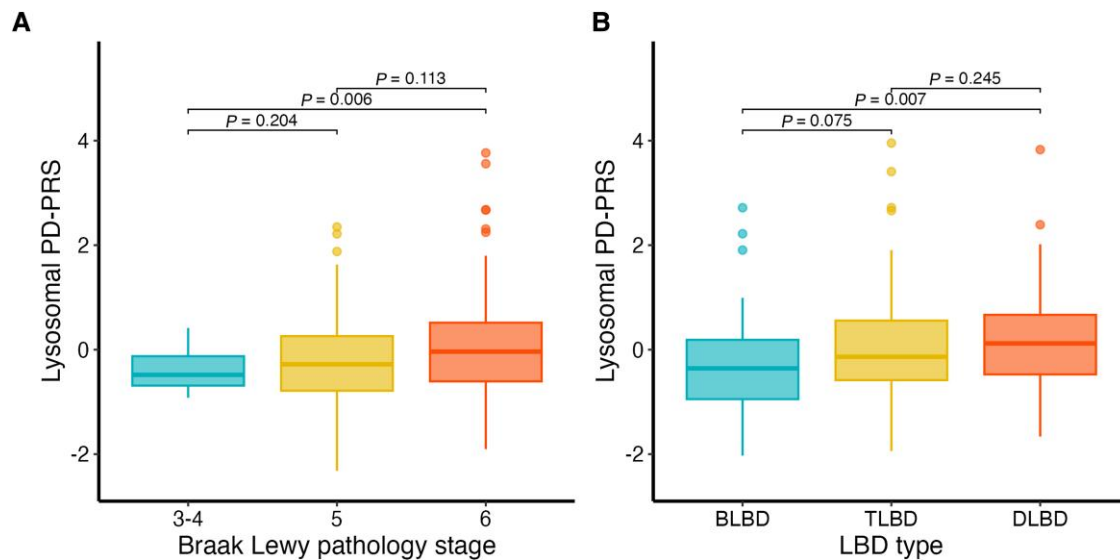 A
Lysosomal PD-PRS
4
2
0
-2
P = 0.113
P = 0.006
P = 0.204
3-4
5
6
Braak Lewy pathology stage
B
Lysosomal PD-PRS
4
2
0
-2
P = 0.245
P = 0.007
P = 0.075
BLBD
TLBD
DLBD
LBD type